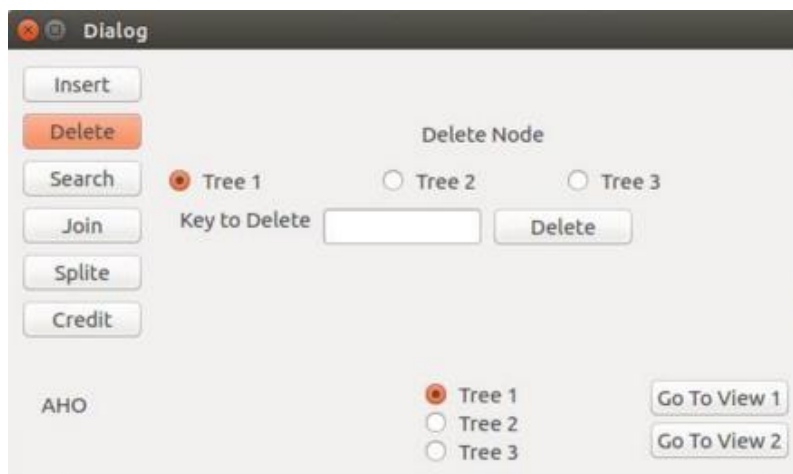 Dialog
Insert
Delete
Delete Node
Search
Tree 1 Tree 2 Tree 3
Join
Key to Delete Delete
Splite
Credit
AHO
Tree 1
Tree 2
Tree 3
Go To View 1
Go To View 2